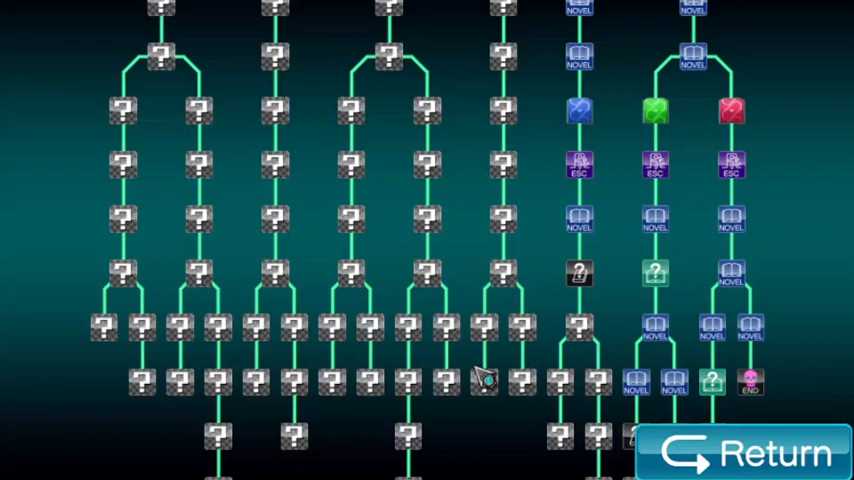 ? ? ? ? NOVEL NOVEL
? ? ? ? NOVEL NOVEL
? ? ? ? ? ?
? ? ? ? ? ? ESC ESC ESC
? ? ? ? ? ? NOVEL NOVEL NOVEL
? ? ? ? ? ? ? ? NOVEL
? ? ? ? ? ? ? ? ? ? ? ? ? NOVEL NOVEL NOVEL
? ? ? ? ? ? ? ? ? ? ? ? ? NOVEL NOVEL ? END
? ? ? ? ?
Return